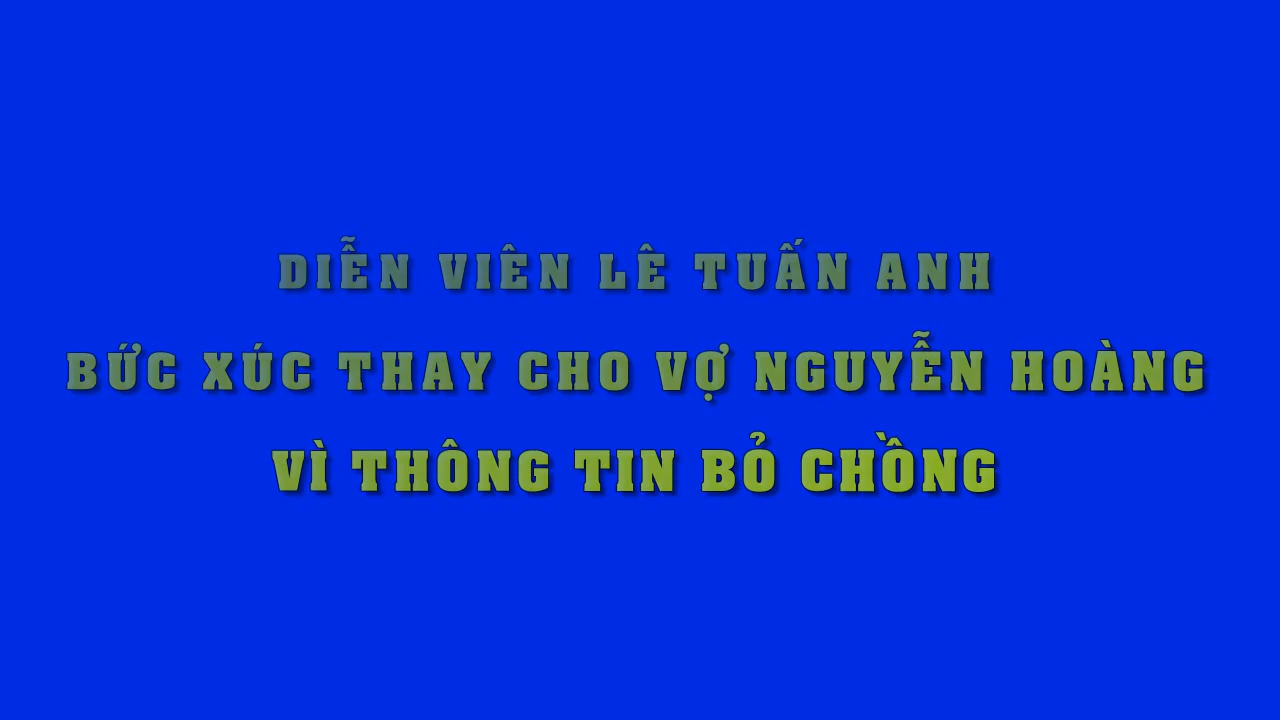 DIỄN VIÊN LÊ TUẤN ANH
BỨC XÚC THAY CHO VỢ NGUYỄN HOÀNG
VÌ THÔNG TIN BỎ CHỒNG